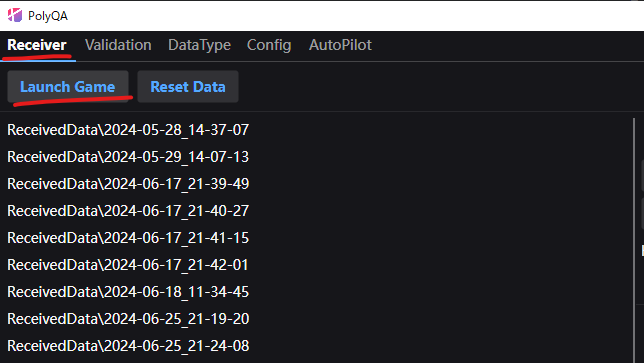 PolyQA
Receiver Validation DataType Config AutoPilot
Launch Game Reset Data
ReceivedData\2024-05-28_14-37-07
ReceivedData\2024-05-29_14-07-13
ReceivedData\2024-06-17_21-39-49
ReceivedData\2024-06-17_21-40-27
ReceivedData\2024-06-17_21-41-15
ReceivedData\2024-06-17_21-42-01
ReceivedData\2024-06-18_11-34-45
ReceivedData\2024-06-25_21-19-20
ReceivedData\2024-06-25_21-24-08